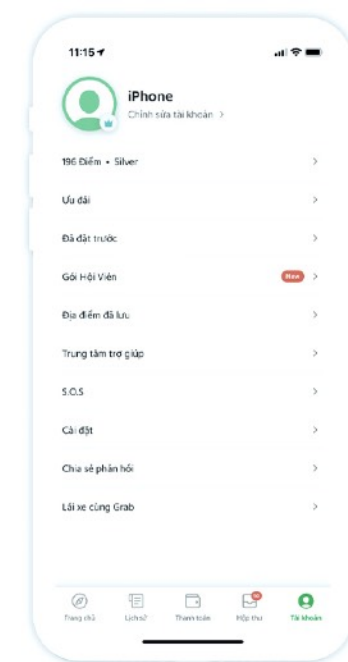 11:15
iPhone
Chỉnh sửa tài khoản
196 Điểm • Silver
Ưu đãi
Đã đặt trước
Gói Hội Viên
New
Địa điểm đã lưu
Trung tâm trợ giúp
S.O.S
Cài đặt
Chia sẻ phản hồi
Lái xe cùng Grab
Trang chủ
Lịch sử
Thanh toán
Hộp thư
Tài khoản